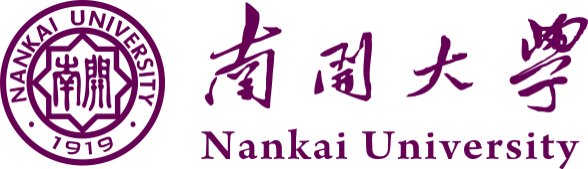 NANKAI UNIVERSITY
南開
1919
南開大學
Nankai University